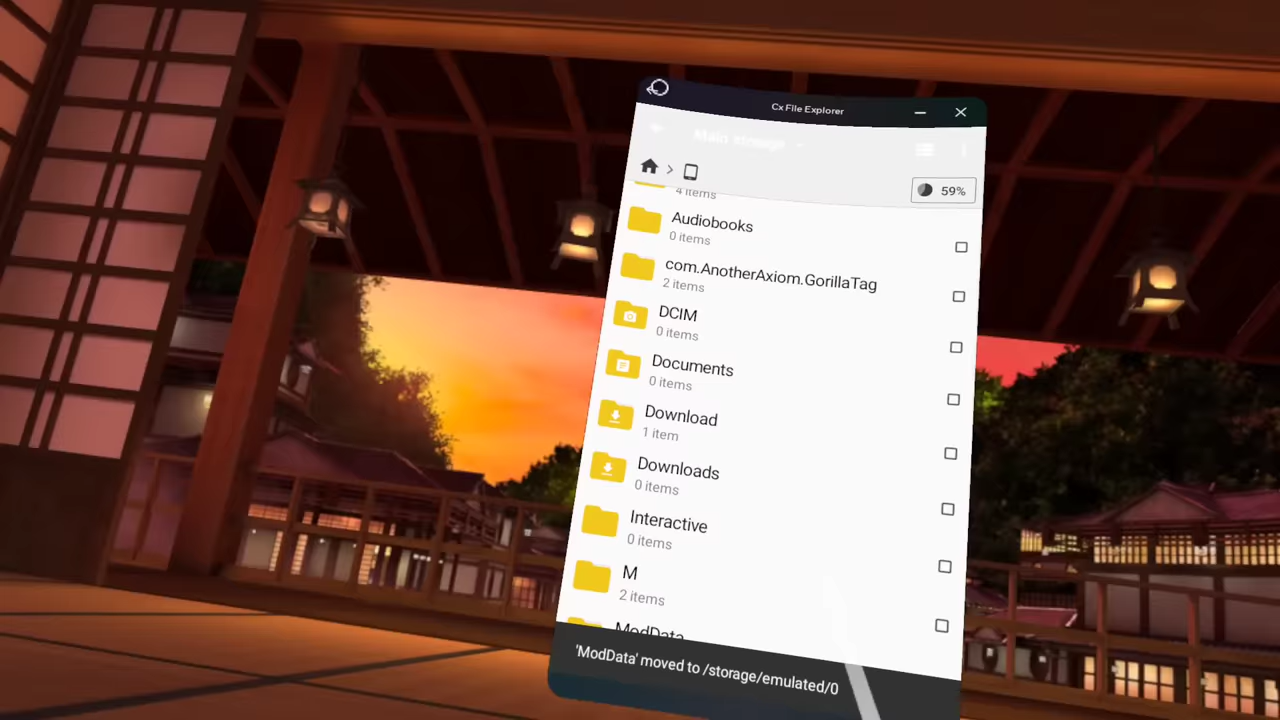 Cx File Explorer
Main storage
59%
4 items
Audiobooks
0 items
com.AnotherAxiom.GorillaTag
2 items
DCIM
0 items
Documents
0 items
Download
1 item
Downloads
0 items
Interactive
0 items
M
2 items
ModData
'ModData' moved to /storage/emulated/0